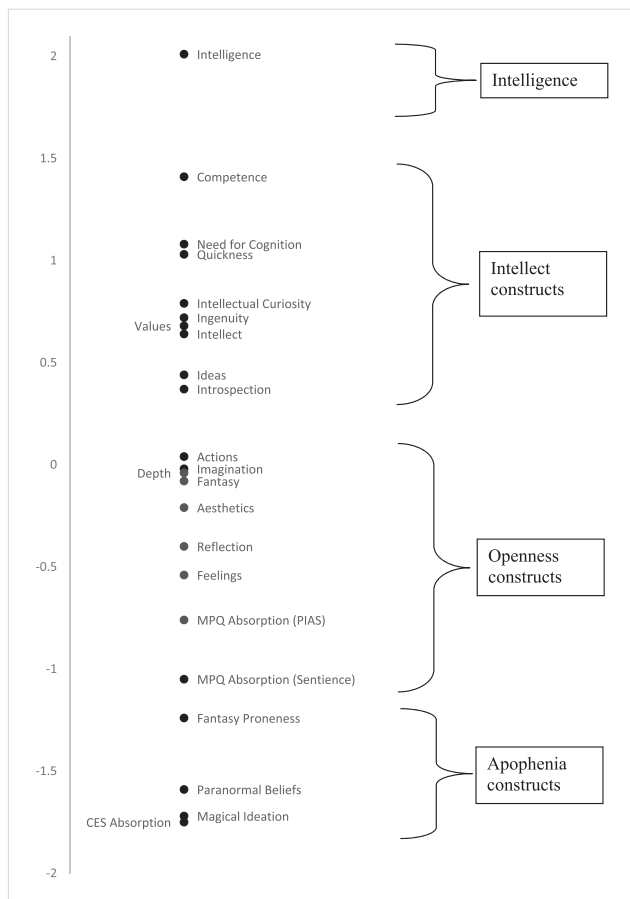 2
Intelligence
Intelligence
1.5
Competence
Need for Cognition
1
Quickness
Intellect
constructs
Intellectual Curiosity
Ingenuity
Values
Intellect
0.5
Ideas
Introspection
Actions
0
Imagination
Depth
Fantasy
Aesthetics
Reflection
-0.5
Openness
constructs
Feelings
MPQ Absorption (PIAS)
-1
MPQ Absorption (Sentience)
Fantasy Proneness
-1.5
Apophenia
constructs
Paranormal Beliefs
Magical Ideation
CES Absorption
-2